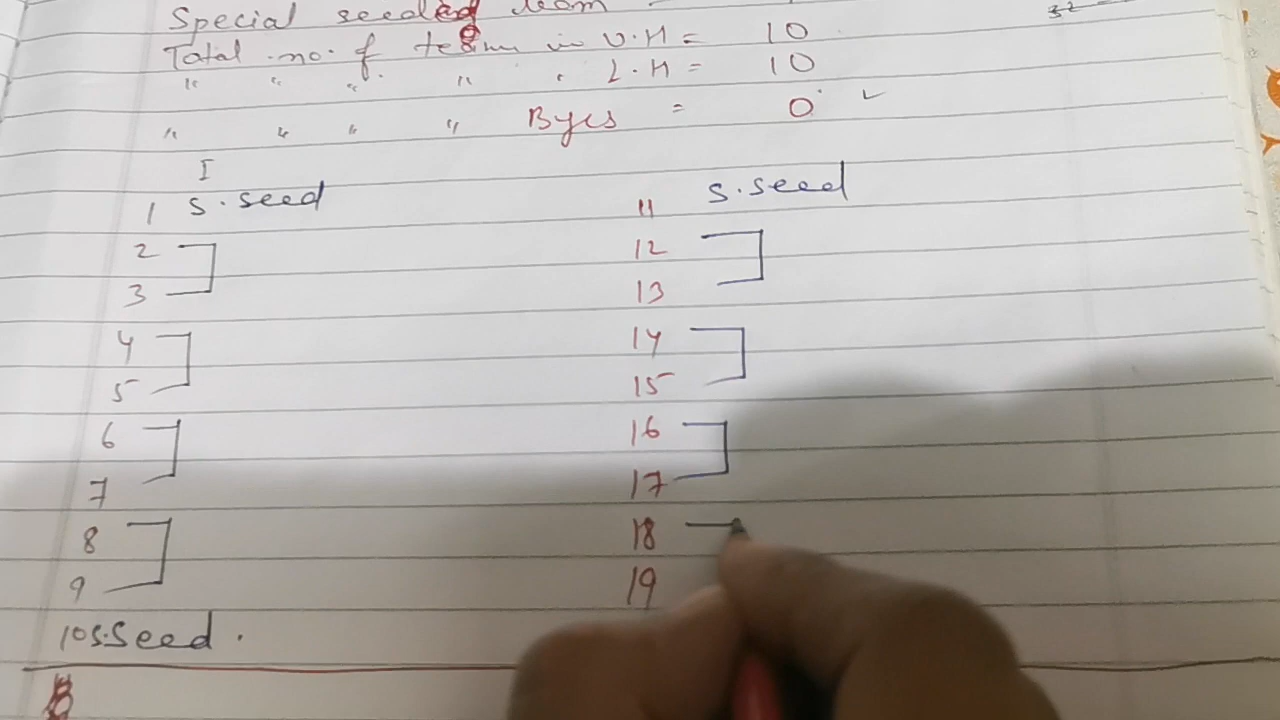 Special seeded team
Total no. of team in U.H = 10
" " " " " L.H = 10
" " " " Byes = 0 ✓
I
1 S.seed
2
3
4
5
6
7
8
9
10 S.Seed.
11 S.seed
12
13
14
15
16
17
18
19